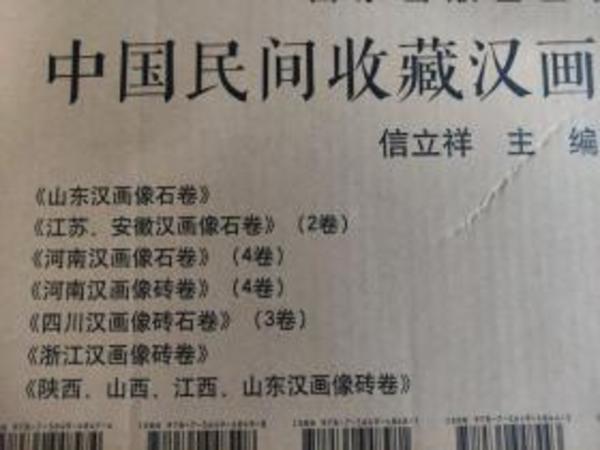 中国民间收藏汉画
信立祥 主 编
《山东汉画像石卷》
《江苏、安徽汉画像石卷》(2卷)
《河南汉画像石卷》(4卷)
《河南汉画像砖卷》(4卷)
《四川汉画像砖石卷》(3卷)
《浙江汉画像砖卷》
《陕西、山西、江西、山东汉画像砖卷》